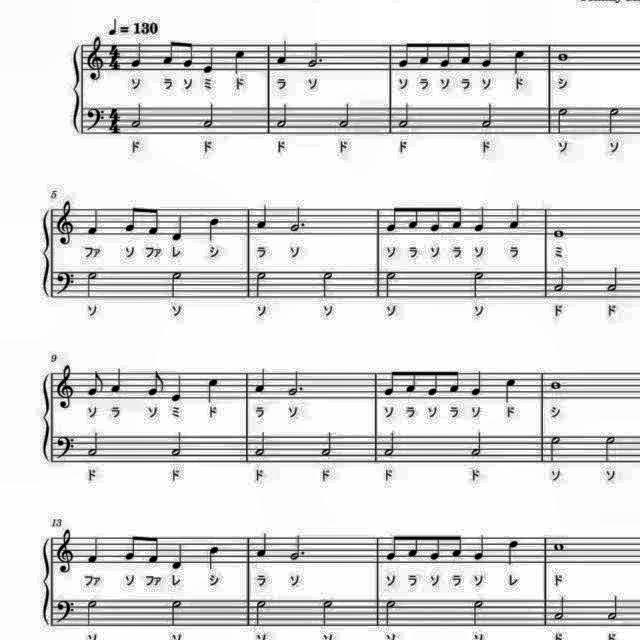 ♩ = 130
ソ ラ ソ ミ ド ラ ソ ソ ラ ソ ラ ソ ド シ
ド ド ド ド ド ド ソ ソ
5
ファ ソ ファ レ シ ラ ソ ソ ラ ソ ラ ソ ラ ミ
ソ ソ ソ ソ ソ ソ ド ド
9
ソ ラ ソ ミ ド ラ ソ ソ ラ ソ ラ ソ ド シ
ド ド ド ド ド ド ソ ソ
13
ファ ソ ファ レ シ ラ ソ ソ ラ ソ ラ ソ レ ド